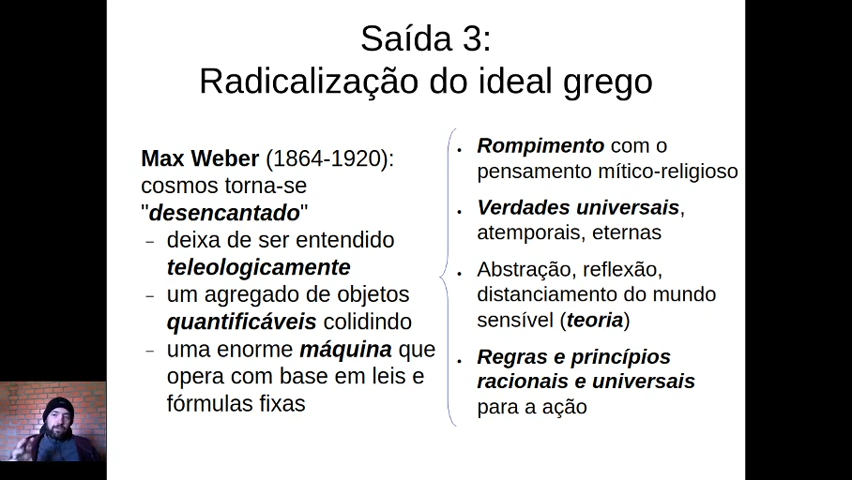 Saída 3:
Radicalização do ideal grego
Max Weber (1864-1920):
cosmos torna-se
"desencantado"
– deixa de ser entendido
teleologicamente
– um agregado de objetos
quantificáveis colidindo
– uma enorme máquina que
opera com base em leis e
fórmulas fixas
• Rompimento com o
pensamento mítico-religioso
• Verdades universais,
atemporais, eternas
• Abstração, reflexão,
distanciamento do mundo
sensível (teoria)
• Regras e princípios
racionais e universais
para a ação